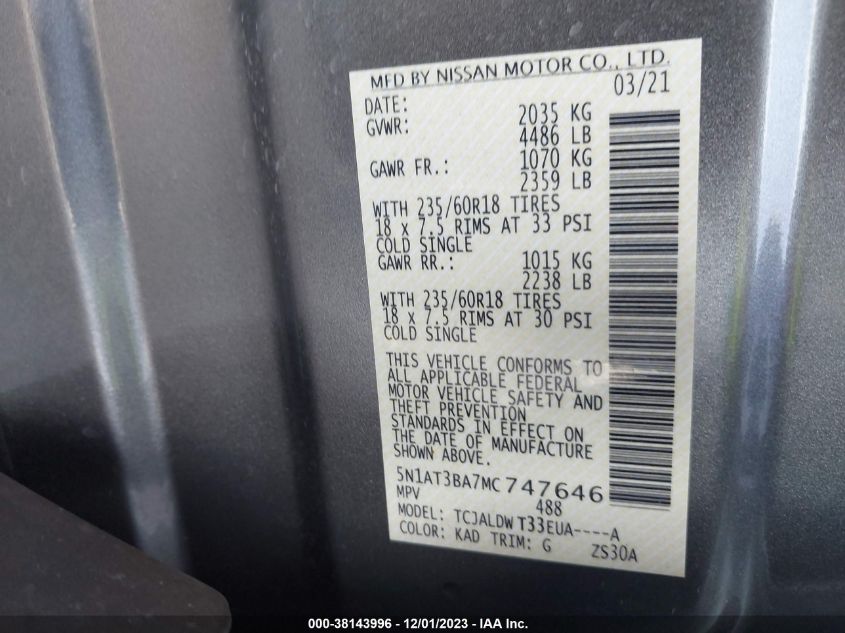 MFD BY NISSAN MOTOR CO., LTD.
DATE: 03/21
GVWR: 2035 KG
4486 LB
GAWR FR.: 1070 KG
2359 LB
WITH 235/60R18 TIRES
18 x 7.5 RIMS AT 33 PSI
COLD SINGLE
GAWR RR.: 1015 KG
2238 LB
WITH 235/60R18 TIRES
18 x 7.5 RIMS AT 30 PSI
COLD SINGLE
THIS VEHICLE CONFORMS TO
ALL APPLICABLE FEDERAL
MOTOR VEHICLE SAFETY AND
THEFT PREVENTION
STANDARDS IN EFFECT ON
THE DATE OF MANUFACTURE
SHOWN ABOVE.
5N1AT3BA7MC747646
MPV 488
MODEL: TCJALDW T33EUA----A
COLOR: KAD TRIM: G ZS30A
000-38143996 - 12/01/2023 - IAA Inc.